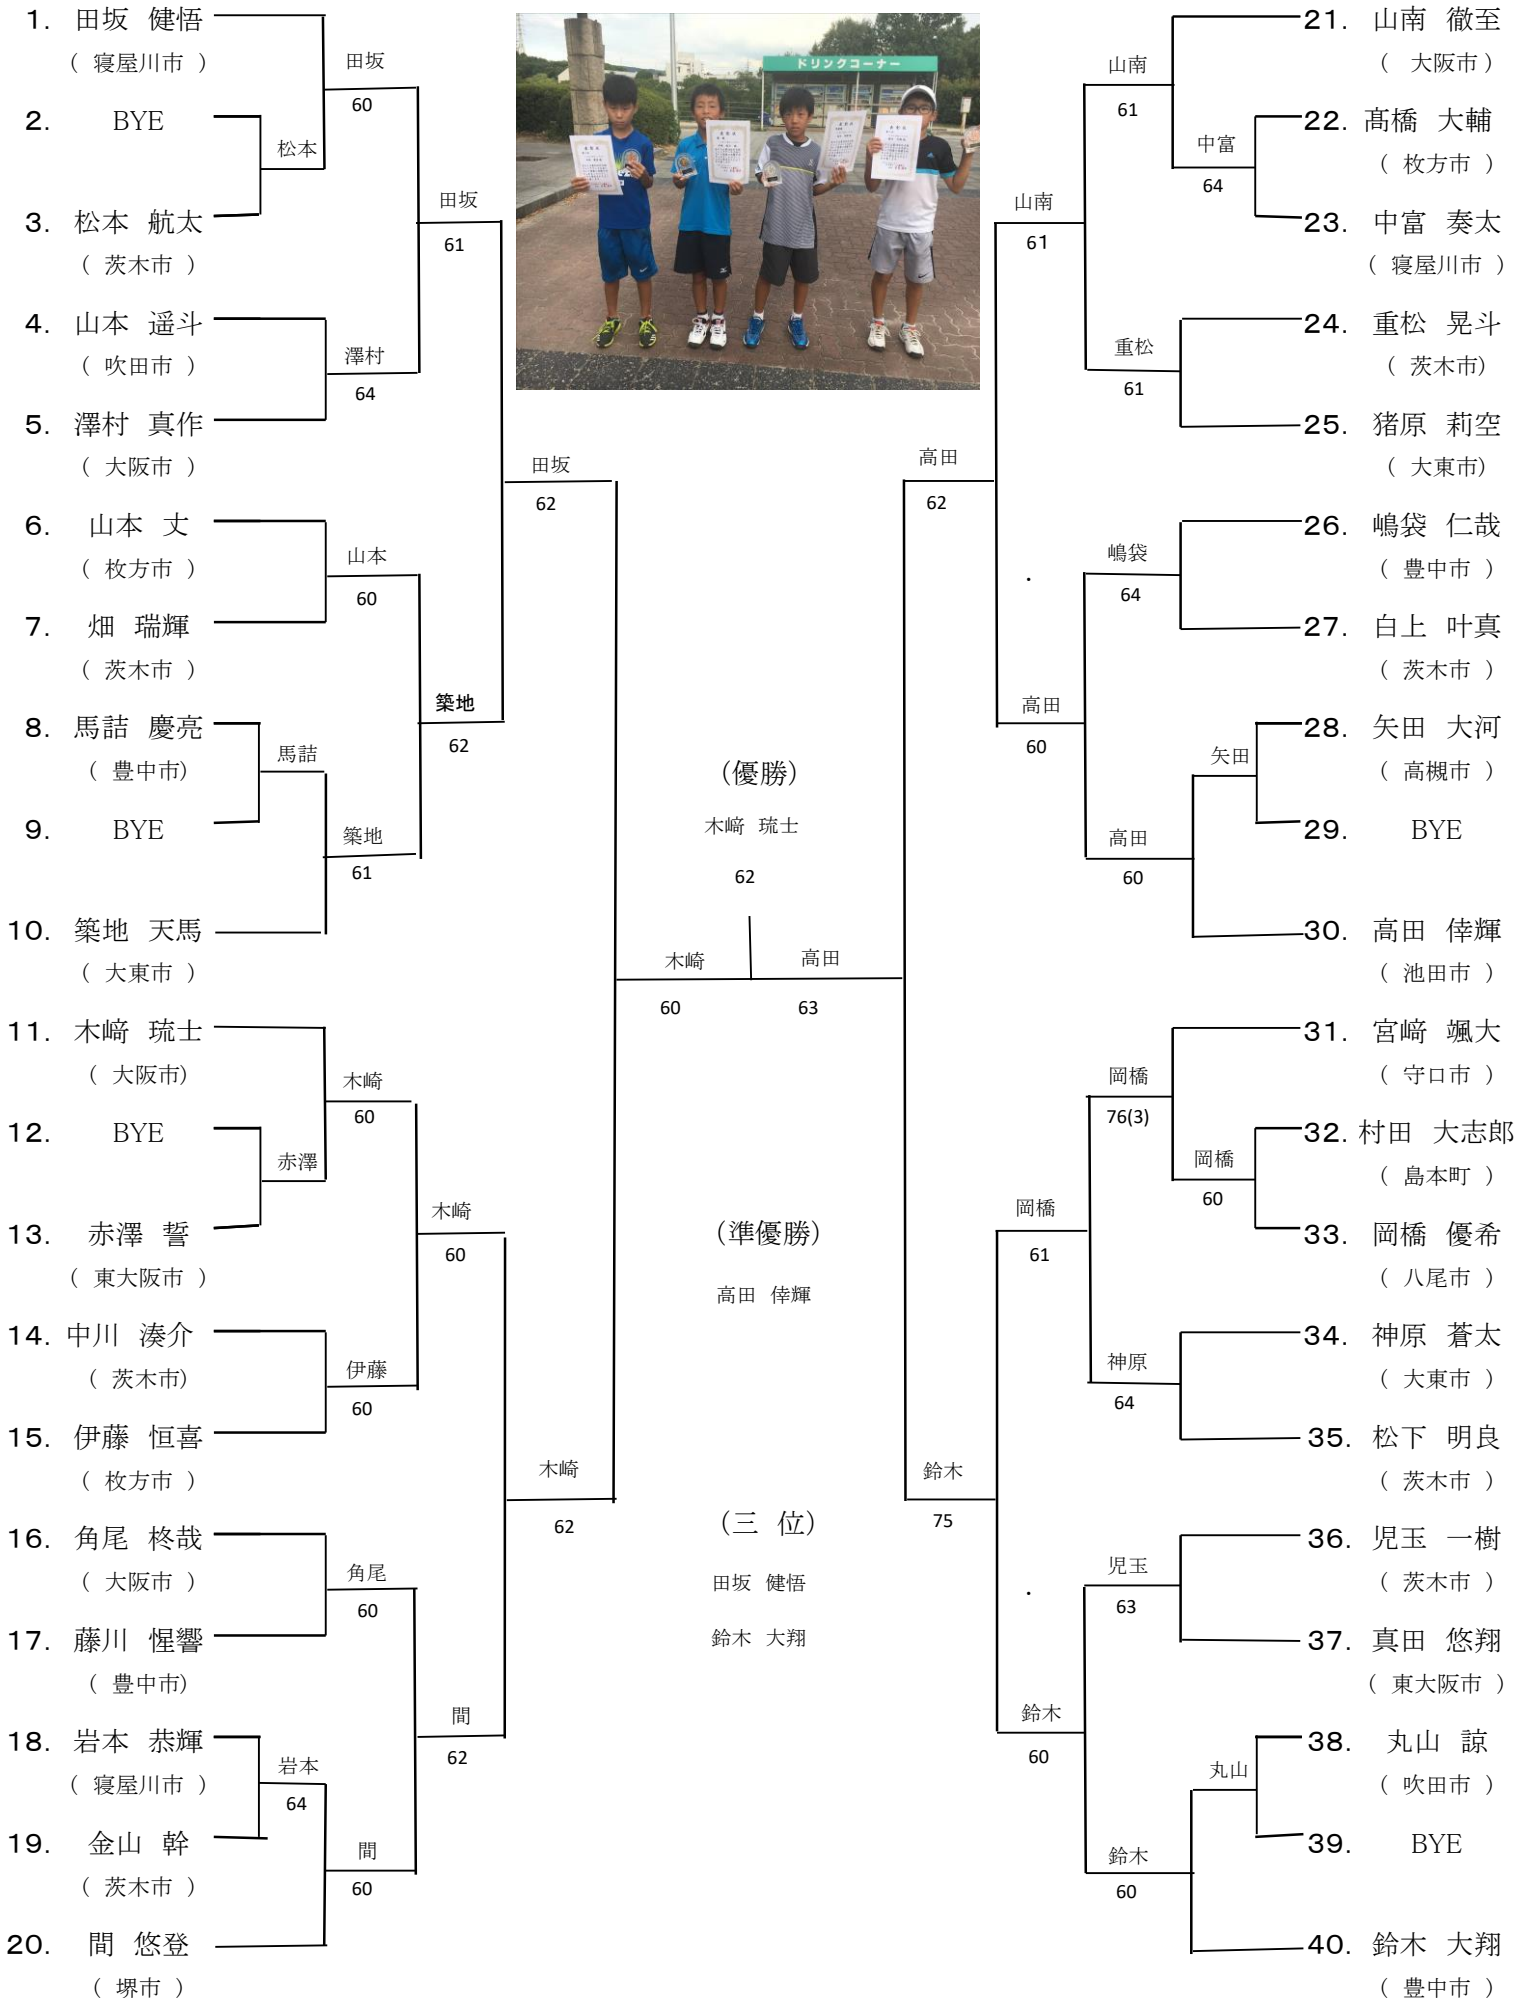 1. 田坂 健悟
( 寝屋川市 )
2. BYE
3. 松本 航太
( 茨木市 )
4. 山本 遥斗
( 吹田市 )
5. 澤村 真作
( 大阪市 )
6. 山本 丈
( 枚方市 )
7. 畑 瑞輝
( 茨木市 )
8. 馬詰 慶亮
( 豊中市)
9. BYE
10. 築地 天馬
( 大東市 )
11. 木﨑 琉士
( 大阪市)
12. BYE
13. 赤澤 誓
( 東大阪市 )
14. 中川 湊介
( 茨木市)
15. 伊藤 恒喜
( 枚方市 )
16. 角尾 柊哉
( 大阪市 )
17. 藤川 惺響
( 豊中市)
18. 岩本 恭輝
( 寝屋川市 )
19. 金山 幹
( 茨木市 )
20. 間 悠登
( 堺市 )
松本
馬詰
赤澤
岩本
64
田坂
60
澤村
64
山本
60
築地
61
木崎
60
伊藤
60
角尾
60
間
60
田坂
61
築地
62
木崎
60
間
62
田坂
62
木崎
62
ドリンクコーナー
(優勝)
木﨑 琉士
62
木崎
60
高田
63
(準優勝)
高田 倖輝
(三 位)
田坂 健悟
鈴木 大翔
高田
62
鈴木
75
山南
61
高田
60
岡橋
61
鈴木
60
山南
61
重松
61
嶋袋
64
高田
60
岡橋
76(3)
神原
64
児玉
63
鈴木
60
中富
64
矢田
岡橋
60
丸山
21. 山南 徹至
( 大阪市 )
22. 髙橋 大輔
( 枚方市 )
23. 中富 奏太
( 寝屋川市 )
24. 重松 晃斗
( 茨木市)
25. 猪原 莉空
( 大東市)
26. 嶋袋 仁哉
( 豊中市 )
27. 白上 叶真
( 茨木市 )
28. 矢田 大河
( 高槻市 )
29. BYE
30. 高田 倖輝
( 池田市 )
31. 宮﨑 颯大
( 守口市 )
32. 村田 大志郎
( 島本町 )
33. 岡橋 優希
( 八尾市 )
34. 神原 蒼太
( 大東市 )
35. 松下 明良
( 茨木市 )
36. 児玉 一樹
( 茨木市 )
37. 真田 悠翔
( 東大阪市 )
38. 丸山 諒
( 吹田市 )
39. BYE
40. 鈴木 大翔
( 豊中市 )